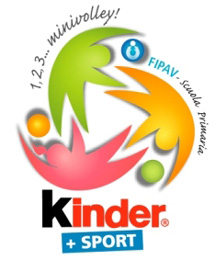 1, 2, 3... minivolley!
FIPAV - scuola primaria
kinder®
+ SPORT